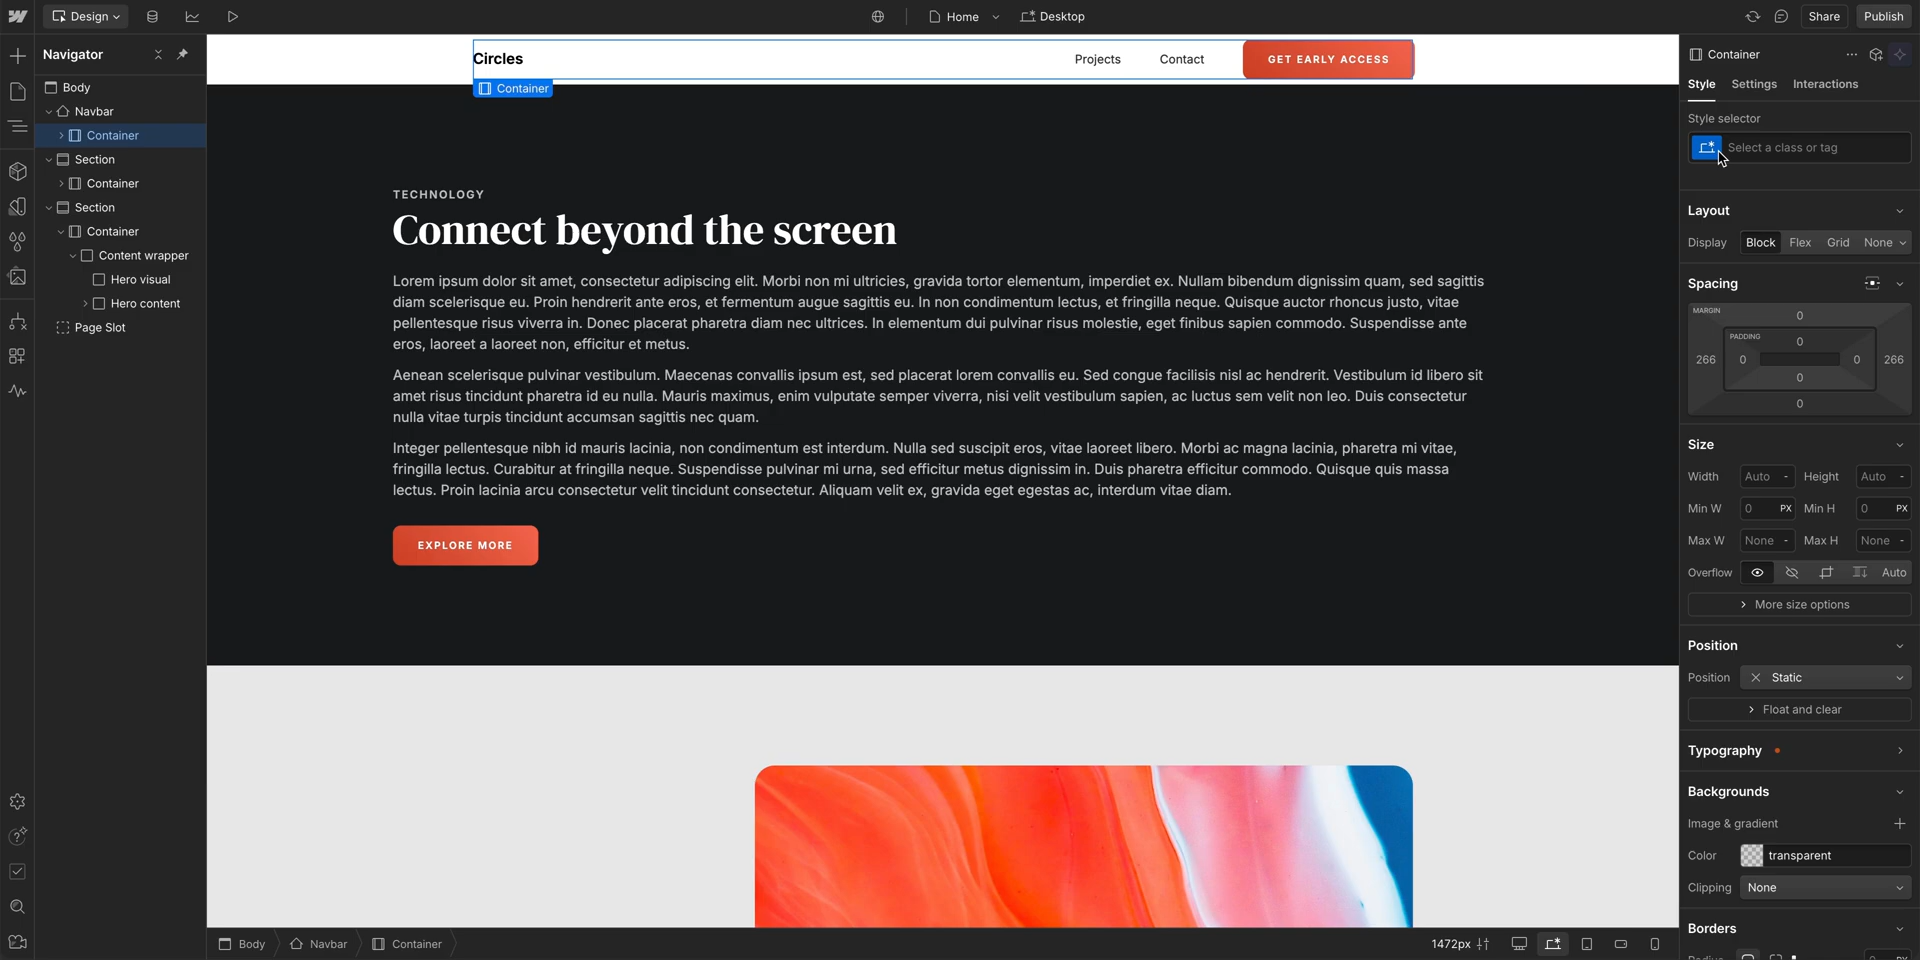 Design
Home
Desktop
Share
Publish
Navigator
Body
Navbar
Container
Section
Container
Section
Container
Content wrapper
Hero visual
Hero content
Page Slot
Circles
Projects
Contact
GET EARLY ACCESS
Container
TECHNOLOGY
Connect beyond the screen
Lorem ipsum dolor sit amet, consectetur adipiscing elit. Morbi non mi ultricies, gravida tortor elementum, imperdiet ex. Nullam bibendum dignissim quam, sed sagittis
diam scelerisque eu. Proin hendrerit ante eros, et fermentum augue sagittis eu. In non condimentum lectus, et fringilla neque. Quisque auctor rhoncus justo, vitae
pellentesque risus viverra in. Donec placerat pharetra diam nec ultrices. In elementum dui pulvinar risus molestie, eget finibus sapien commodo. Suspendisse ante
eros, laoreet a laoreet non, efficitur et metus.
Aenean scelerisque pulvinar vestibulum. Maecenas convallis ipsum est, sed placerat lorem convallis eu. Sed congue facilisis nisl ac hendrerit. Vestibulum id libero sit
amet risus tincidunt pharetra id eu nulla. Mauris maximus, enim vulputate semper viverra, nisi velit vestibulum sapien, ac luctus sem velit non leo. Duis consectetur
nulla vitae turpis tincidunt accumsan sagittis nec quam.
Integer pellentesque nibh id mauris lacinia, non condimentum est interdum. Nulla sed suscipit eros, vitae laoreet libero. Morbi ac magna lacinia, pharetra mi vitae,
fringilla lectus. Curabitur at fringilla neque. Suspendisse pulvinar mi urna, sed efficitur metus dignissim in. Duis pharetra efficitur commodo. Quisque quis massa
lectus. Proin lacinia arcu consectetur velit tincidunt consectetur. Aliquam velit ex, gravida eget egestas ac, interdum vitae diam.
EXPLORE MORE
Body
Navbar
Container
1472px
Container
Style
Settings
Interactions
Style selector
Select a class or tag
Layout
Display Block Flex Grid None
Spacing
MARGIN
0
PADDING
0
266 0 0 266
0
0
Size
Width Auto - Height Auto -
Min W 0 PX Min H 0 PX
Max W None - Max H None -
Overflow Auto
More size options
Position
Position Static
Float and clear
Typography
Backgrounds
Image & gradient
Color transparent
Clipping None
Borders